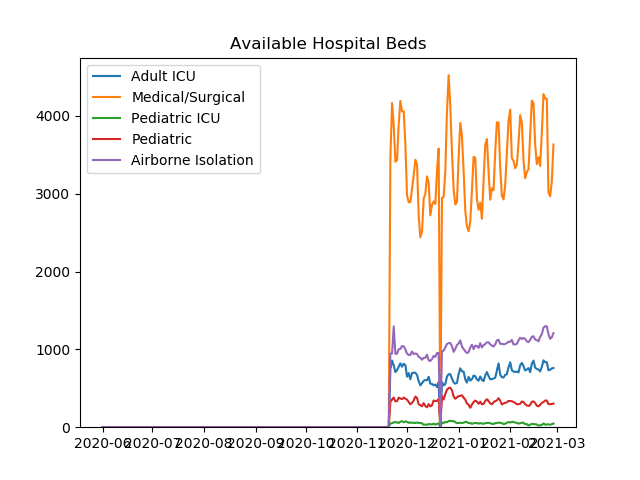 Available Hospital Beds
Adult ICU
Medical/Surgical
Pediatric ICU
Pediatric
Airborne Isolation
4000
3000
2000
1000
0
2020-06 2020-07 2020-08 2020-09 2020-10 2020-11 2020-12 2021-01 2021-02 2021-03